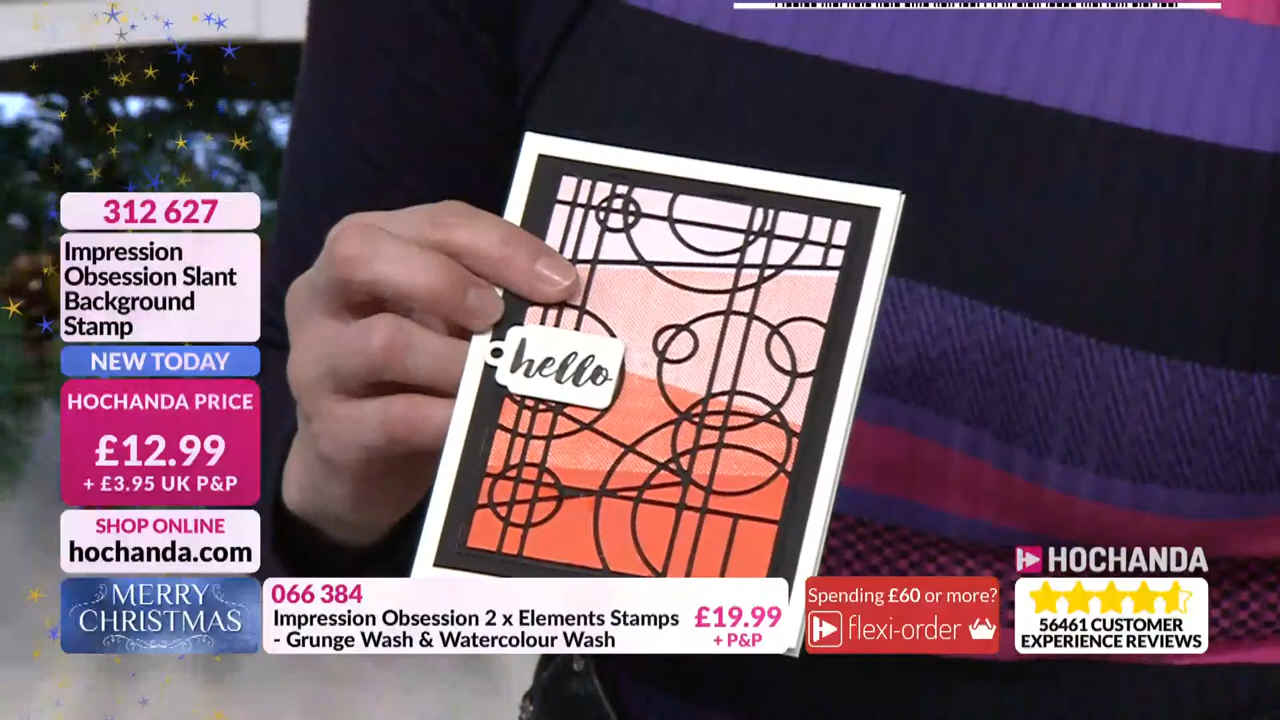 312 627
Impression
Obsession Slant
Background
Stamp
NEW TODAY
HOCHANDA PRICE
£12.99
+ £3.95 UK P&P
SHOP ONLINE
hochanda.com
MERRY
CHRISTMAS
hello
066 384
Impression Obsession 2 x Elements Stamps
- Grunge Wash & Watercolour Wash
£19.99
+ P&P
Spending £60 or more?
flexi-order
HOCHANDA
56461 CUSTOMER
EXPERIENCE REVIEWS